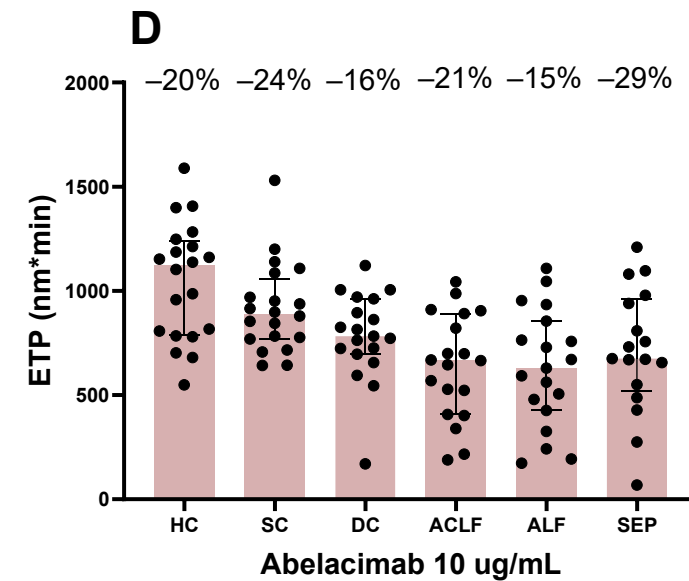 D
–20% –24% –16% –21% –15% –29%
2000
1500
1000
500
0
ETP (nm*min)
HC SC DC ACLF ALF SEP
Abelacimab 10 ug/mL